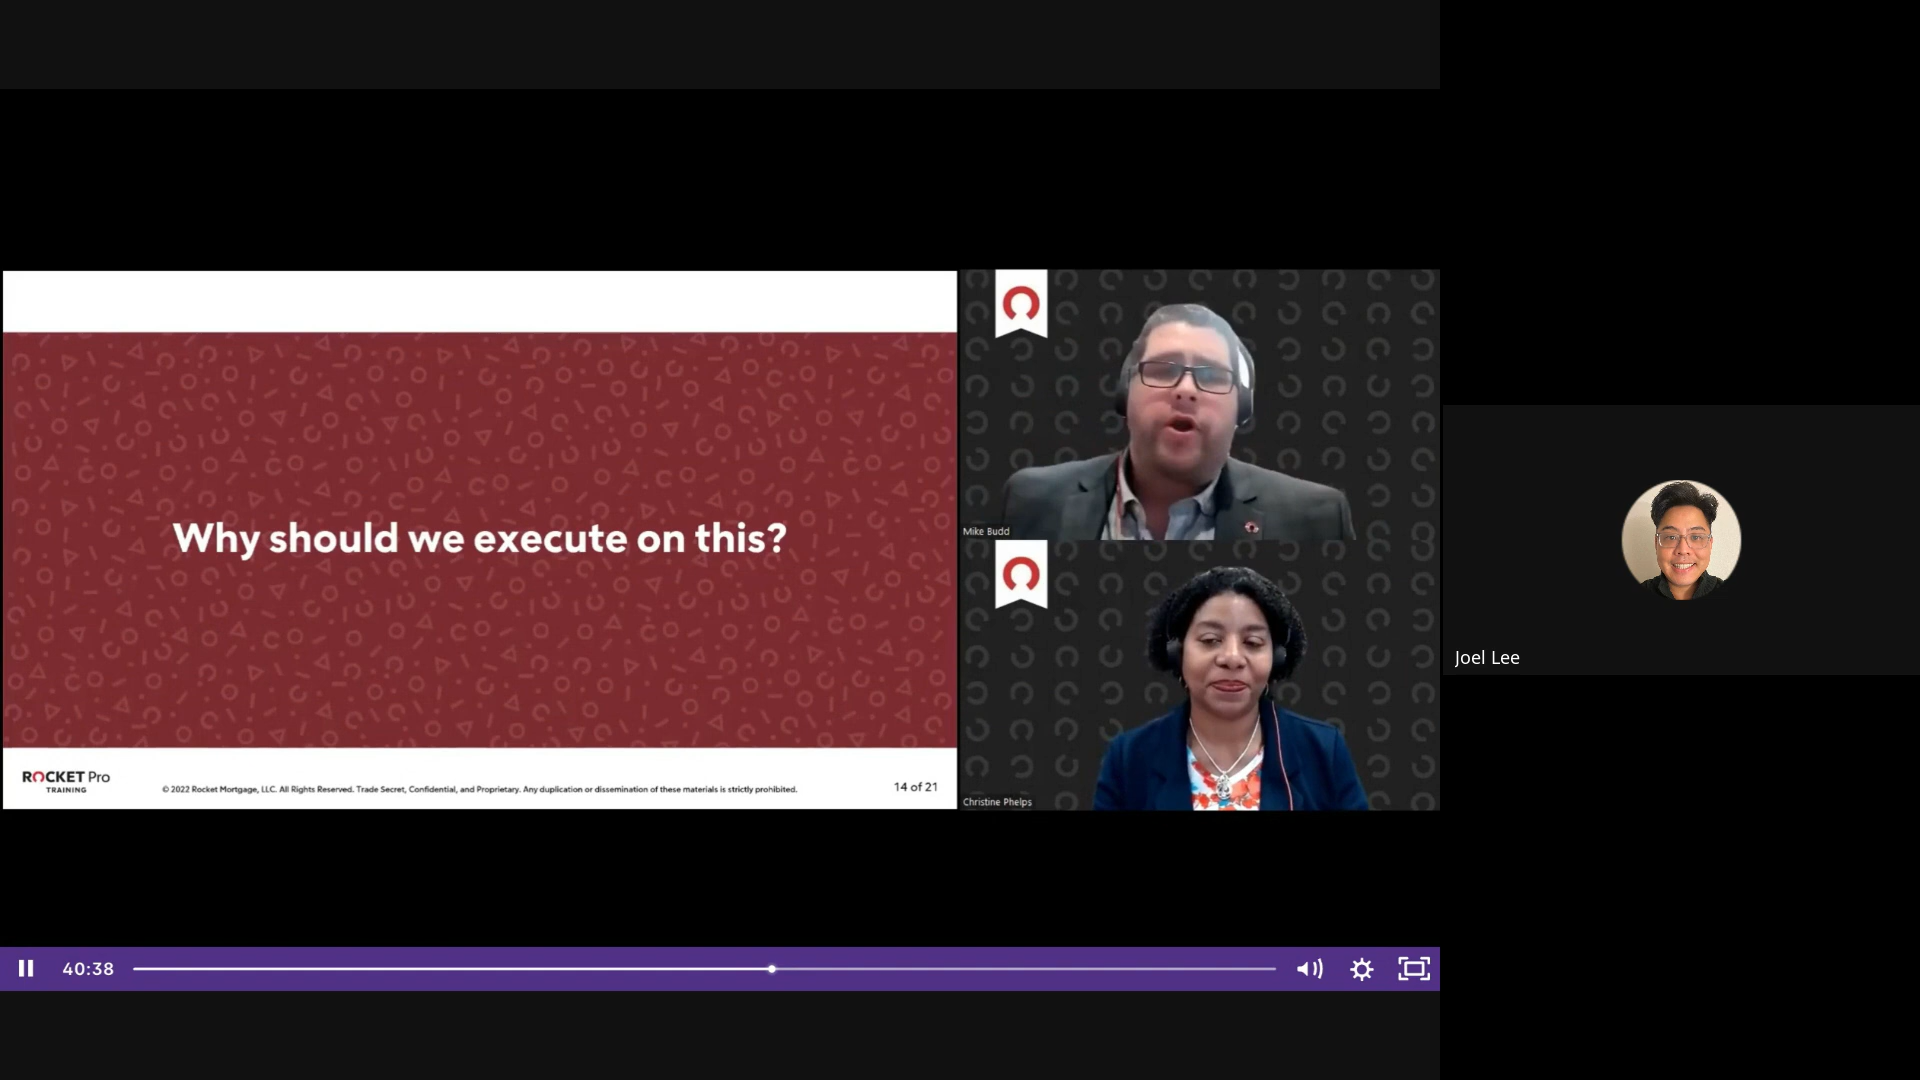 Why should we execute on this?
ROCKET Pro
TRAINING
© 2022 Rocket Mortgage, LLC. All Rights Reserved. Trade Secret, Confidential, and Proprietary. Any duplication or dissemination of these materials is strictly prohibited.
14 of 21
Mike Budd
Christine Phelps
Joel Lee
40:38